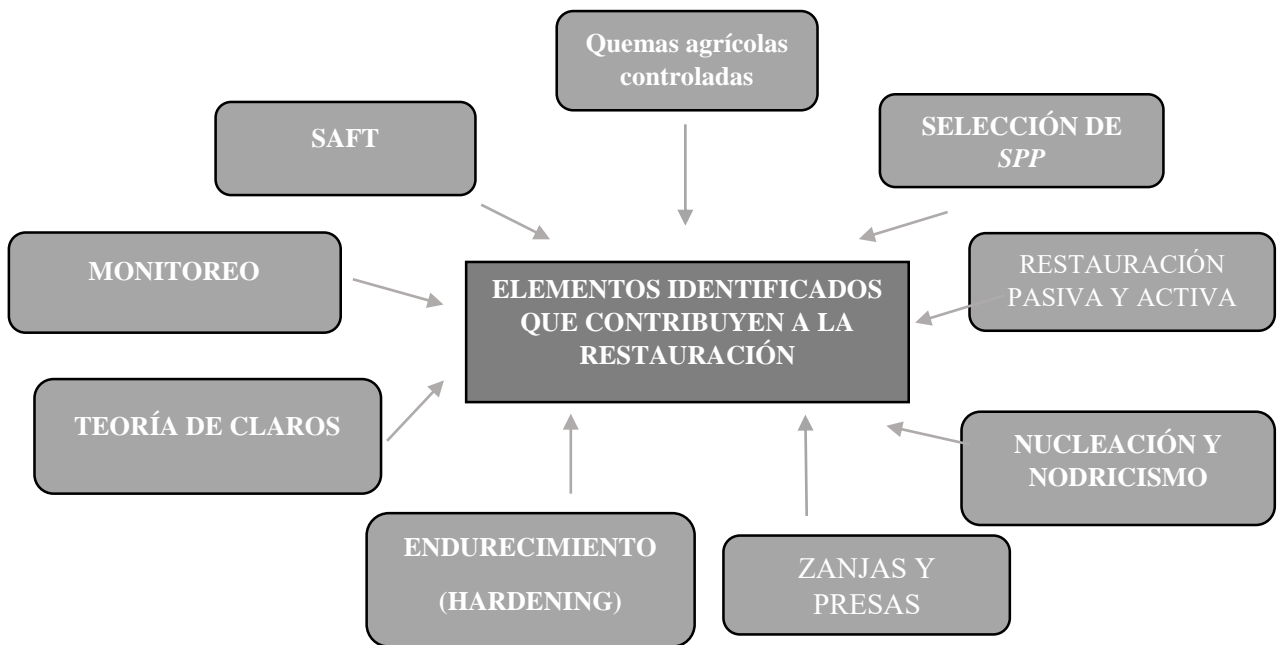 Quemas agrícolas
controladas
SAFT
SELECCIÓN DE
SPP
MONITOREO
RESTAURACIÓN
PASIVA Y ACTIVA
ELEMENTOS IDENTIFICADOS
QUE CONTRIBUYEN A LA
RESTAURACIÓN
TEORÍA DE CLAROS
NUCLEACIÓN Y
NODRICISMO
ENDURECIMIENTO
(HARDENING)
ZANJAS Y
PRESAS